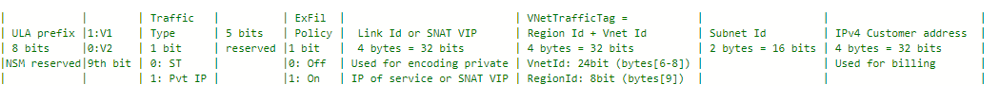 |            |        | Traffic  |          | ExFil  |                           | VNetTrafficTag =          |                     |                       |
| ULA prefix |1:V1    | Type     | 5 bits   | Policy |  Link Id or SNAT VIP      | Region Id + Vnet Id       | Subnet Id           | IPv4 Customer address |
| 8 bits     |0:V2    | 1 bit    | reserved |1 bit   |  4 bytes = 32 bits        | 4 bytes = 32 bits         | 2 bytes = 16 bits   | 4 bytes = 32 bits     |
|NSM reserved|9th bit | 0: ST    |          |0: Off  | Used for encoding private | VnetId: 24bit (bytes[6-8])|                     | Used for billing      |
|            |        | 1: Pvt IP|          |1: On   | IP of service or SNAT VIP | RegionId: 8bit (bytes[9]) |                     |                       |